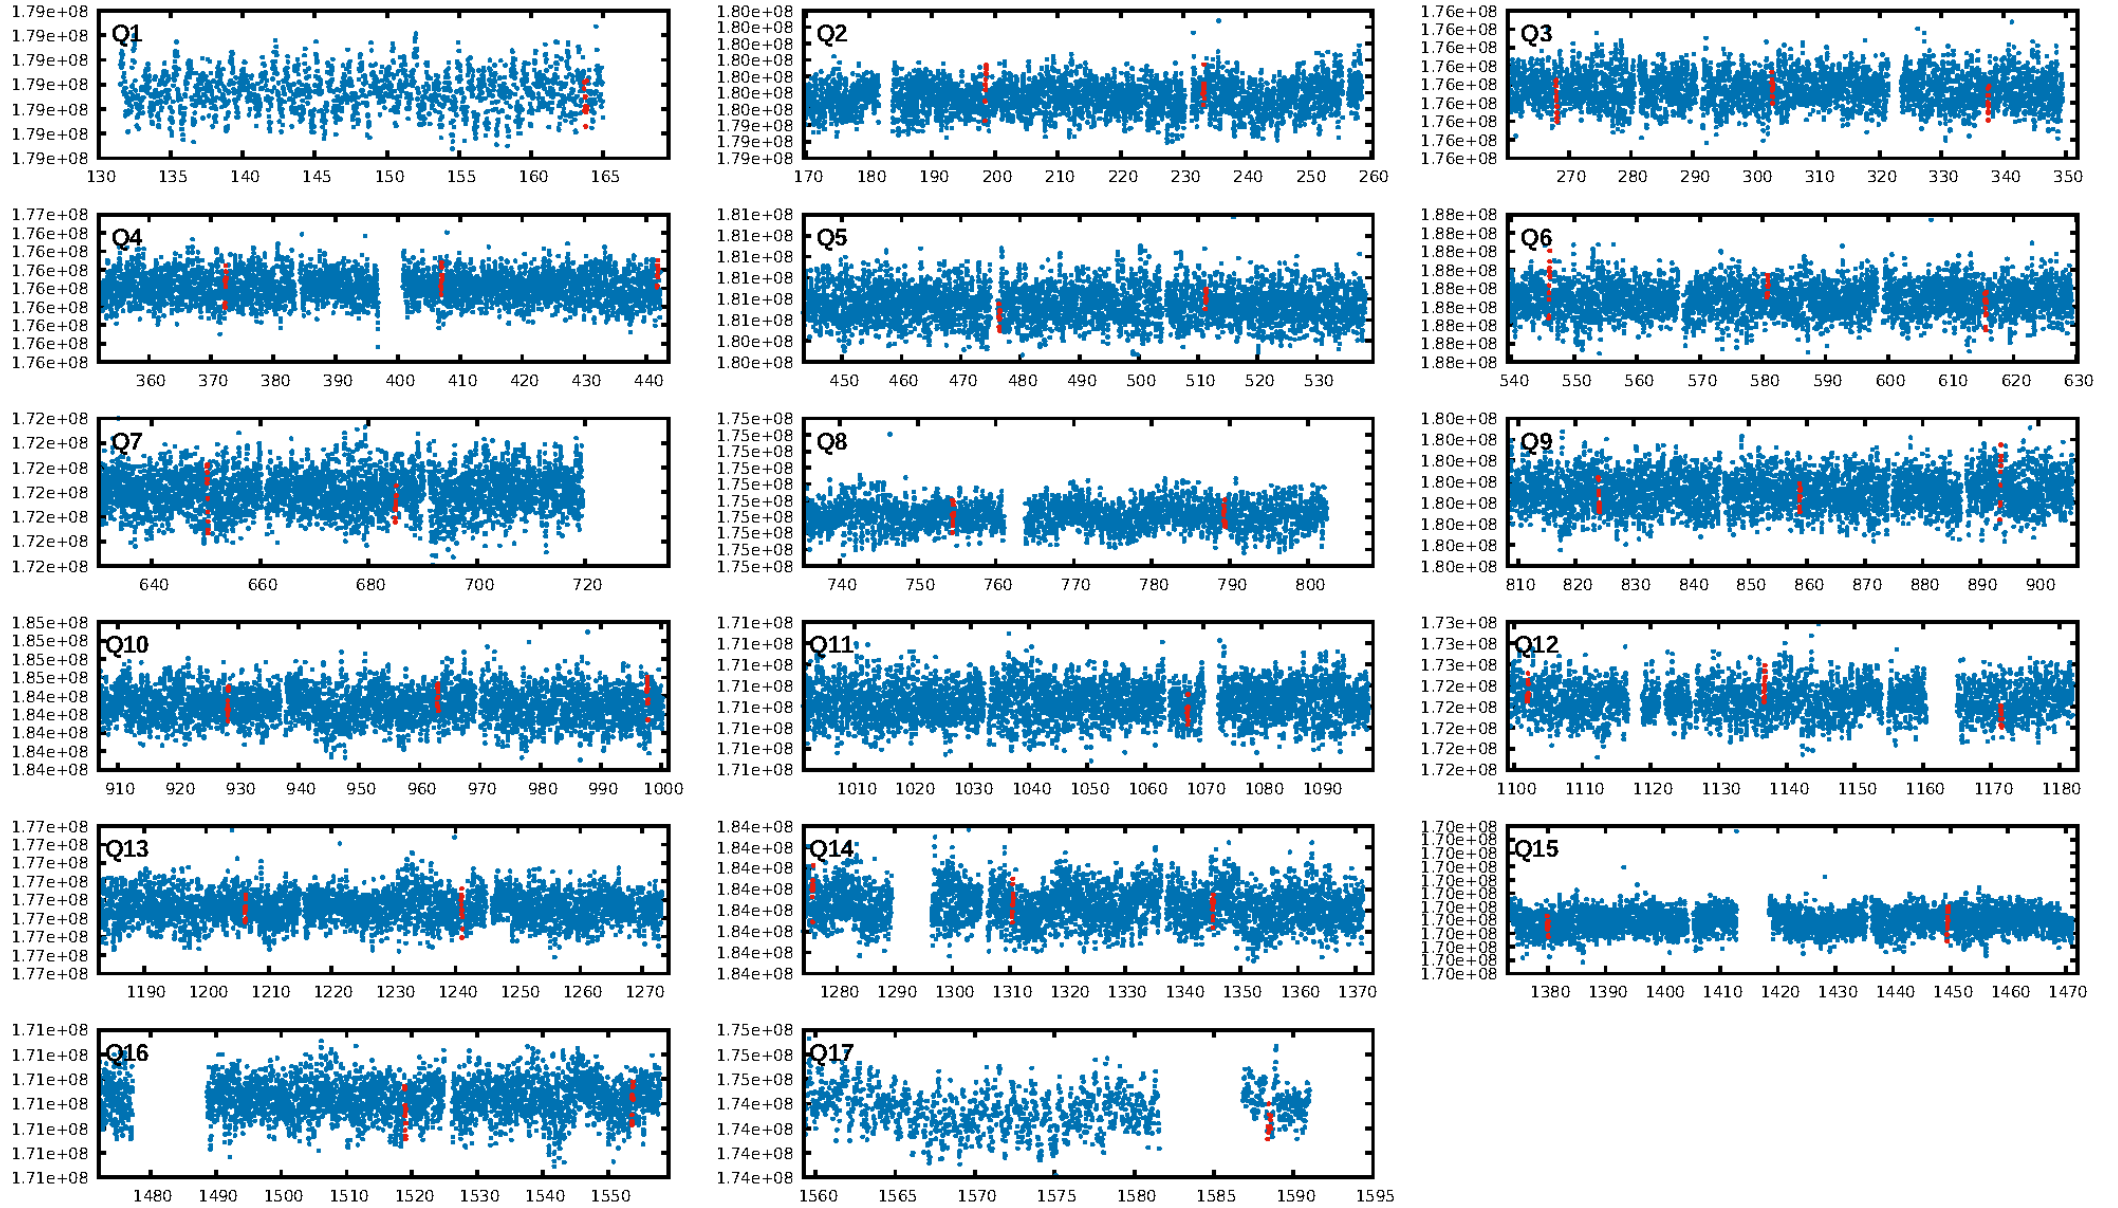 1.79e+08
1.79e+08
1.79e+08
1.79e+08
1.79e+08
1.79e+08
1.79e+08
Q1
130 135 140 145 150 155 160 165
1.80e+08
1.80e+08
1.80e+08
1.80e+08
1.80e+08
1.80e+08
1.80e+08
1.79e+08
1.79e+08
1.79e+08
Q2
170 180 190 200 210 220 230 240 250 260
1.76e+08
1.76e+08
1.76e+08
1.76e+08
1.76e+08
1.76e+08
1.76e+08
1.76e+08
1.76e+08
Q3
270 280 290 300 310 320 330 340 350
1.77e+08
1.76e+08
1.76e+08
1.76e+08
1.76e+08
1.76e+08
1.76e+08
1.76e+08
1.76e+08
Q4
360 370 380 390 400 410 420 430 440
1.81e+08
1.81e+08
1.81e+08
1.81e+08
1.81e+08
1.81e+08
1.80e+08
1.80e+08
Q5
450 460 470 480 490 500 510 520 530
1.88e+08
1.88e+08
1.88e+08
1.88e+08
1.88e+08
1.88e+08
1.88e+08
1.88e+08
1.88e+08
Q6
540 550 560 570 580 590 600 610 620 630
1.72e+08
1.72e+08
1.72e+08
1.72e+08
1.72e+08
1.72e+08
1.72e+08
Q7
640 660 680 700 720
1.75e+08
1.75e+08
1.75e+08
1.75e+08
1.75e+08
1.75e+08
1.75e+08
1.75e+08
1.75e+08
1.75e+08
Q8
740 750 760 770 780 790 800
1.80e+08
1.80e+08
1.80e+08
1.80e+08
1.80e+08
1.80e+08
1.80e+08
1.80e+08
Q9
810 820 830 840 850 860 870 880 890 900
1.85e+08
1.85e+08
1.85e+08
1.85e+08
1.84e+08
1.84e+08
1.84e+08
1.84e+08
1.84e+08
Q10
910 920 930 940 950 960 970 980 990 1000
1.71e+08
1.71e+08
1.71e+08
1.71e+08
1.71e+08
1.71e+08
1.71e+08
1.71e+08
Q11
1010 1020 1030 1040 1050 1060 1070 1080 1090
1.73e+08
1.73e+08
1.73e+08
1.72e+08
1.72e+08
1.72e+08
1.72e+08
1.72e+08
Q12
1100 1110 1120 1130 1140 1150 1160 1170 1180
1.77e+08
1.77e+08
1.77e+08
1.77e+08
1.77e+08
1.77e+08
1.77e+08
1.77e+08
1.77e+08
Q13
1190 1200 1210 1220 1230 1240 1250 1260 1270
1.84e+08
1.84e+08
1.84e+08
1.84e+08
1.84e+08
1.84e+08
1.84e+08
1.84e+08
Q14
1280 1290 1300 1310 1320 1330 1340 1350 1360 1370
1.70e+08
1.70e+08
1.70e+08
1.70e+08
1.70e+08
1.70e+08
1.70e+08
1.70e+08
1.70e+08
1.70e+08
1.70e+08
1.70e+08
Q15
1380 1390 1400 1410 1420 1430 1440 1450 1460 1470
1.71e+08
1.71e+08
1.71e+08
1.71e+08
1.71e+08
1.71e+08
1.71e+08
Q16
1480 1490 1500 1510 1520 1530 1540 1550
1.75e+08
1.75e+08
1.75e+08
1.74e+08
1.74e+08
1.74e+08
1.74e+08
Q17
1560 1565 1570 1575 1580 1585 1590 1595